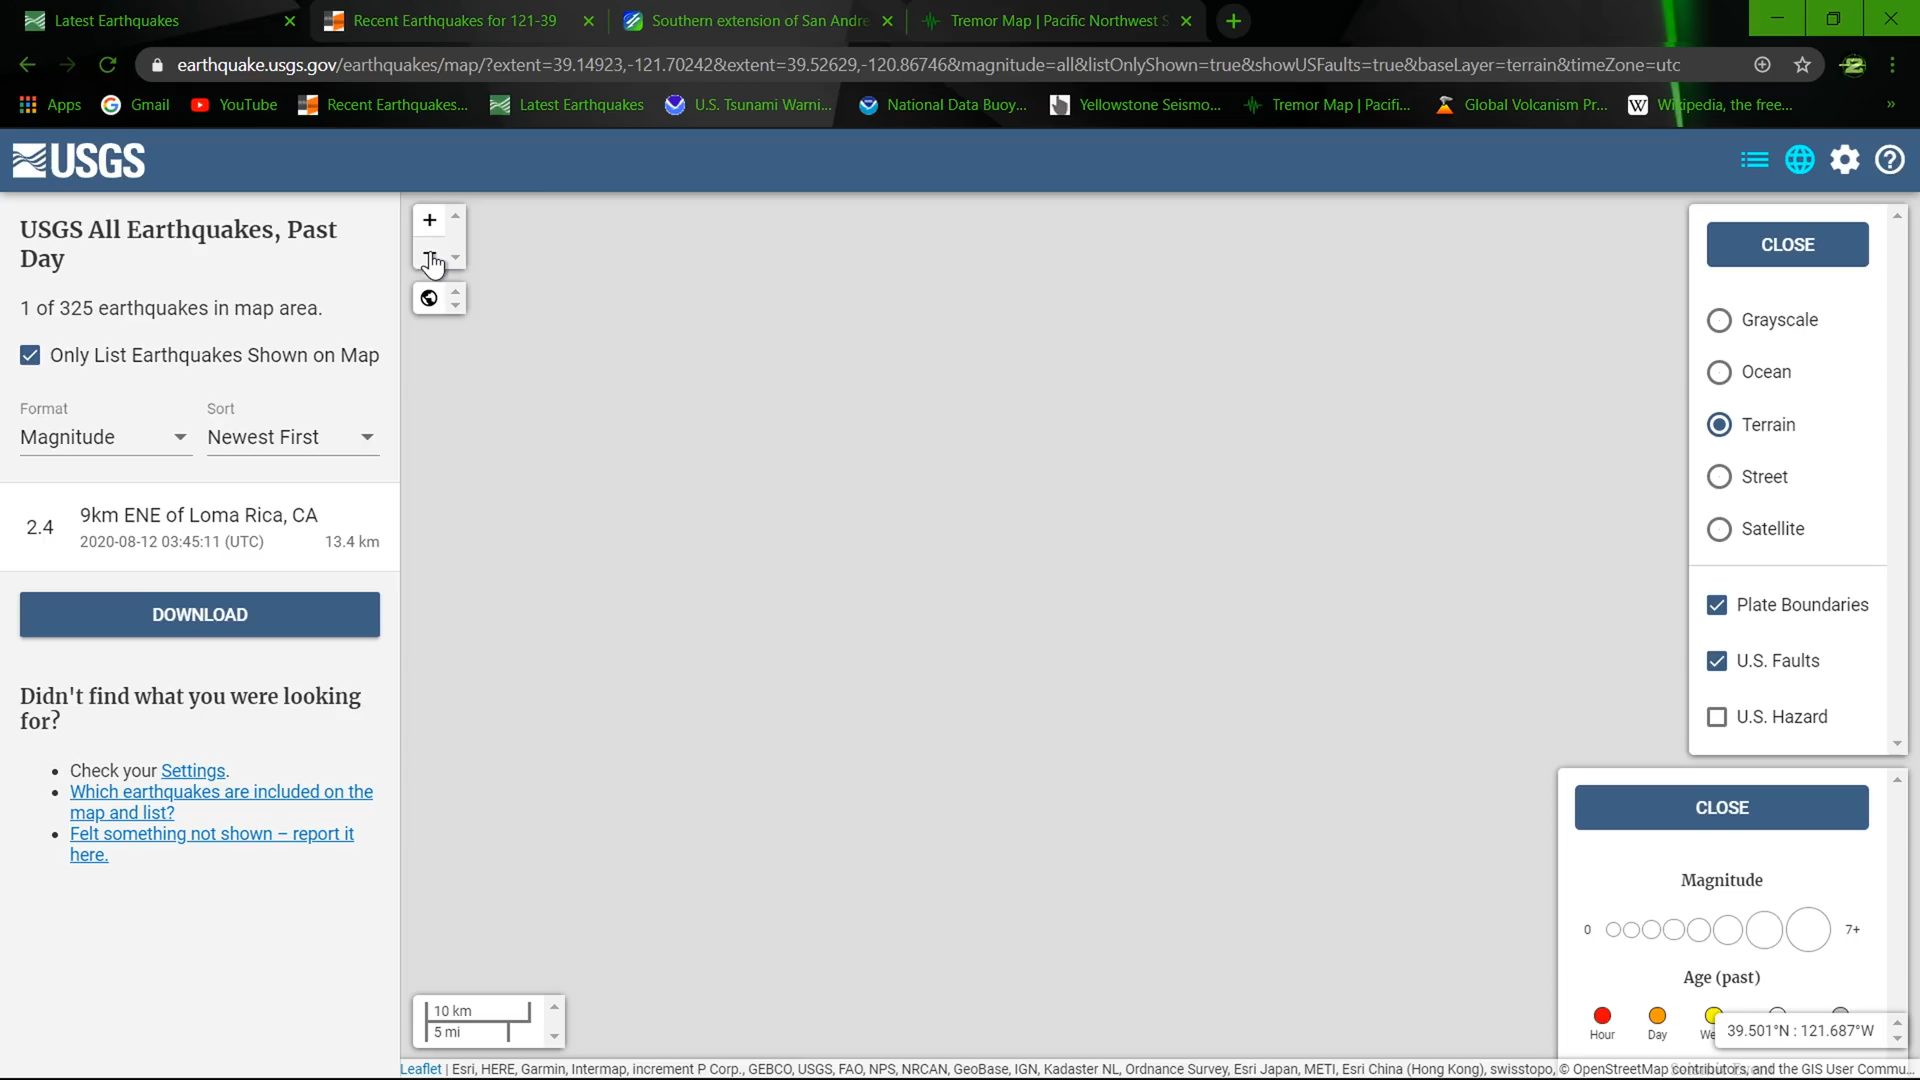 Latest Earthquakes
Recent Earthquakes for 121-39
Southern extension of San Andre
Tremor Map | Pacific Northwest S
earthquake.usgs.gov/earthquakes/map/?extent=39.14923,-121.70242&extent=39.52629,-120.86746&magnitude=all&listOnlyShown=true&showUSFaults=true&baseLayer=terrain&timeZone=utc
Apps
Gmail
YouTube
Recent Earthquakes...
Latest Earthquakes
U.S. Tsunami Warni...
National Data Buoy...
Yellowstone Seismo...
Tremor Map | Pacifi...
Global Volcanism Pr...
Wikipedia, the free...
»
USGS
USGS All Earthquakes, Past
Day
1 of 325 earthquakes in map area.
Only List Earthquakes Shown on Map
Format
Sort
Magnitude
Newest First
2.4
9km ENE of Loma Rica, CA
2020-08-12 03:45:11 (UTC)
13.4 km
DOWNLOAD
Didn't find what you were looking
for?
• Check your Settings.
• Which earthquakes are included on the
map and list?
• Felt something not shown – report it
here.
+
10 km
5 mi
CLOSE
Grayscale
Ocean
Terrain
Street
Satellite
Plate Boundaries
U.S. Faults
U.S. Hazard
CLOSE
Magnitude
0
7+
Age (past)
Hour
Day
39.501°N : 121.687°W
Leaflet | Esri, HERE, Garmin, Intermap, increment P Corp., GEBCO, USGS, FAO, NPS, NRCAN, GeoBase, IGN, Kadaster NL, Ordnance Survey, Esri Japan, METI, Esri China (Hong Kong), swisstopo, © OpenStreetMap contributors, and the GIS User Commu...